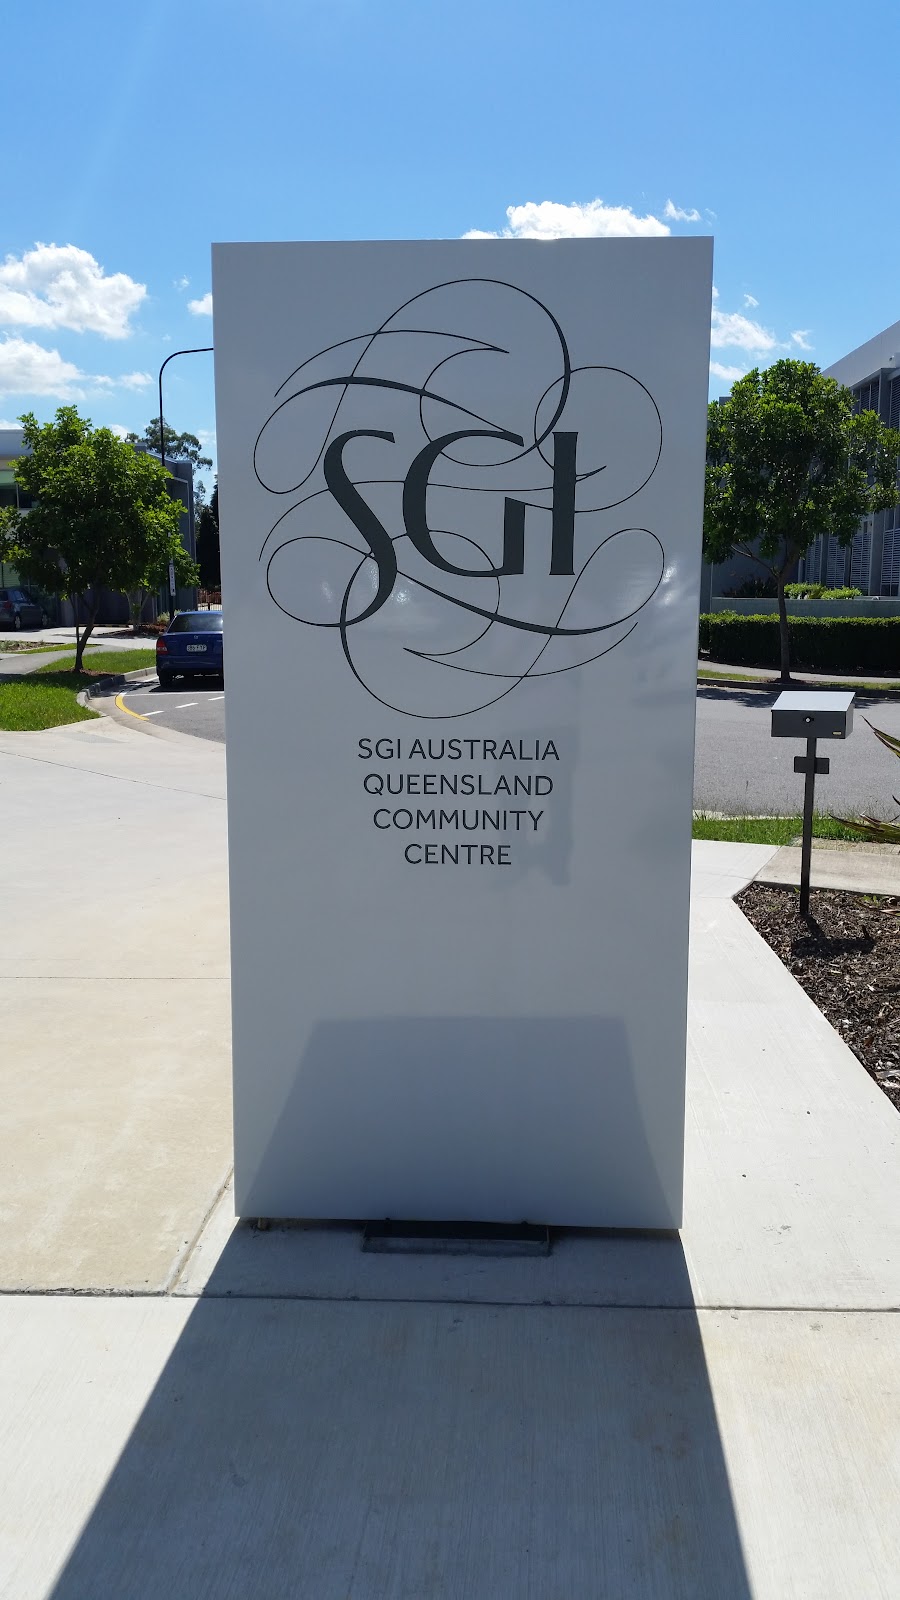 SGI
SGI AUSTRALIA
QUEENSLAND
COMMUNITY
CENTRE